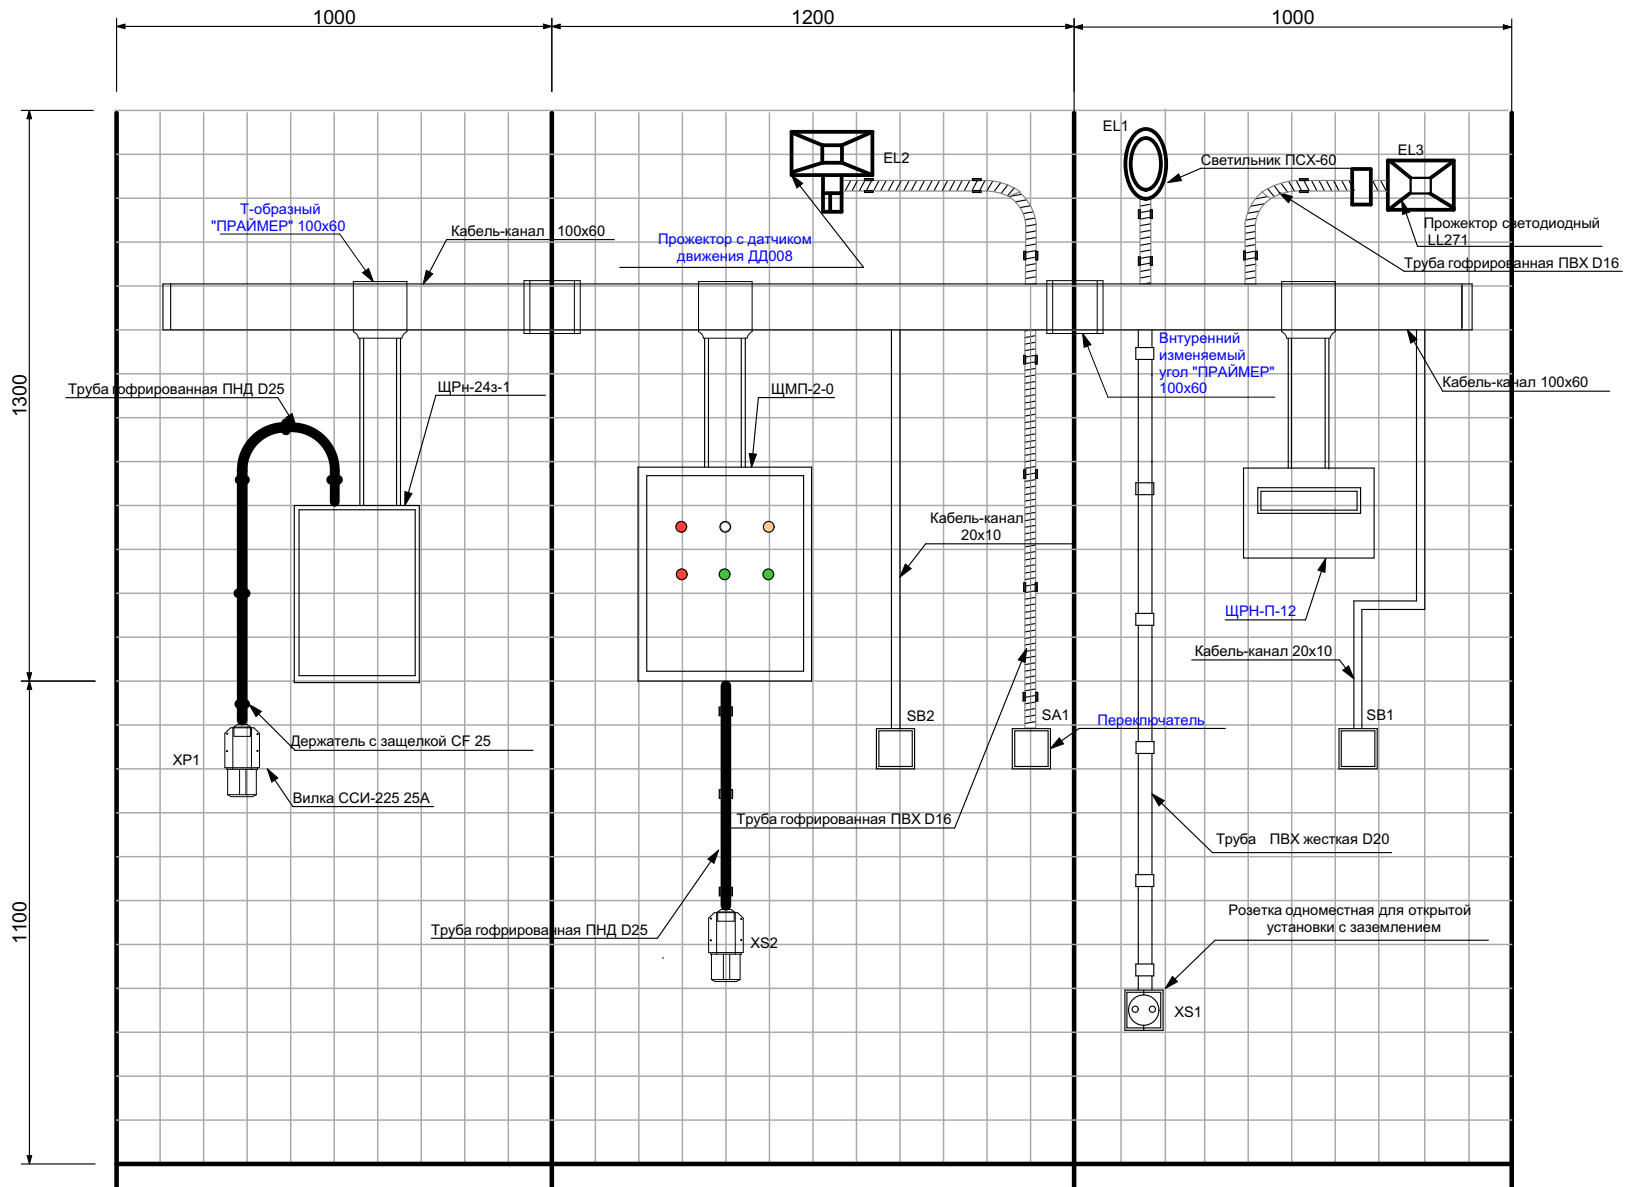 1000
1200
1000
EL1
EL2
EL3
Светильник ПСХ-60
Т-образный
"ПРАЙМЕР" 100х60
Кабель-канал 100х60
Прожектор с датчиком
движения ДД008
Прожектор светодиодный
LL271
Труба гофрированная ПВХ D16
1300
Труба гофрированная ПНД D25
ЩРн-24з-1
ЩМП-2-0
Внтуренний
изменяемый
угол "ПРАЙМЕР"
100х60
Кабель-канал 100х60
Кабель-канал
20х10
ЩРН-П-12
Кабель-канал 20х10
SB2
SA1
Переключатель
SB1
XP1
Держатель с защелкой CF 25
Вилка ССИ-225 25А
Труба гофрированная ПВХ D16
Труба ПВХ жесткая D20
1100
Труба гофрированная ПНД D25
XS2
Розетка одноместная для открытой
установки с заземлением
XS1